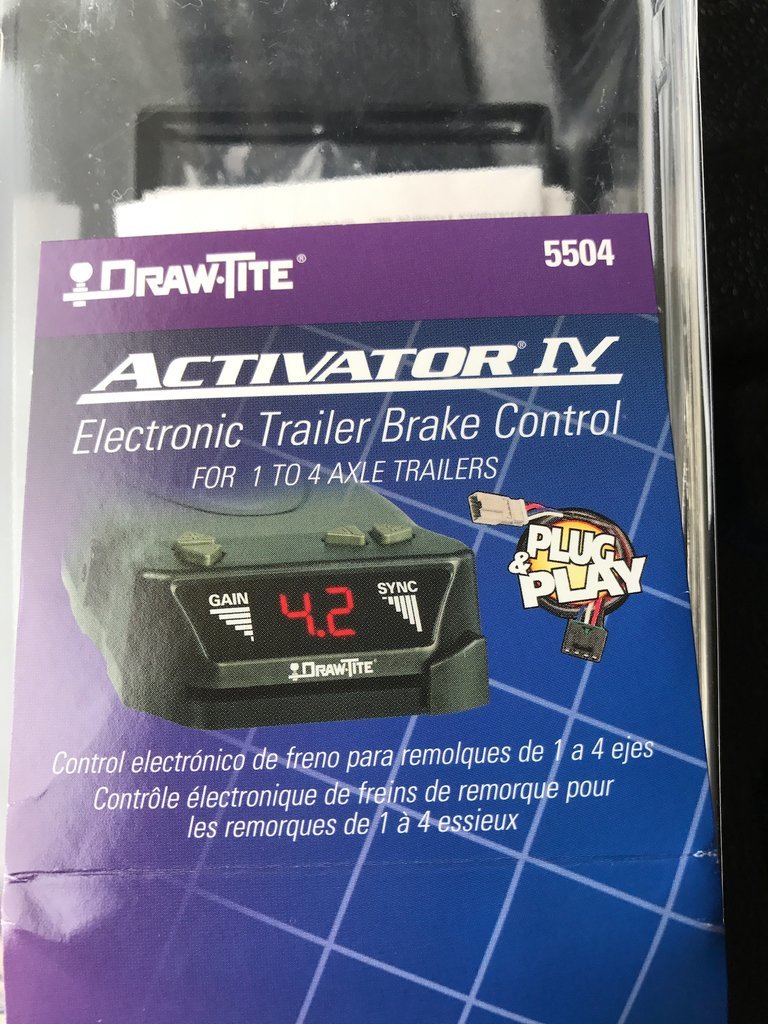 DRAW-TITE®
5504
ACTIVATOR® IV
Electronic Trailer Brake Control
FOR 1 TO 4 AXLE TRAILERS
PLUG
& PLAY
GAIN 4.2 SYNC
DRAW-TITE®
Control electrónico de freno para remolques de 1 a 4 ejes
Contrôle électronique de freins de remorque pour
les remorques de 1 à 4 essieux